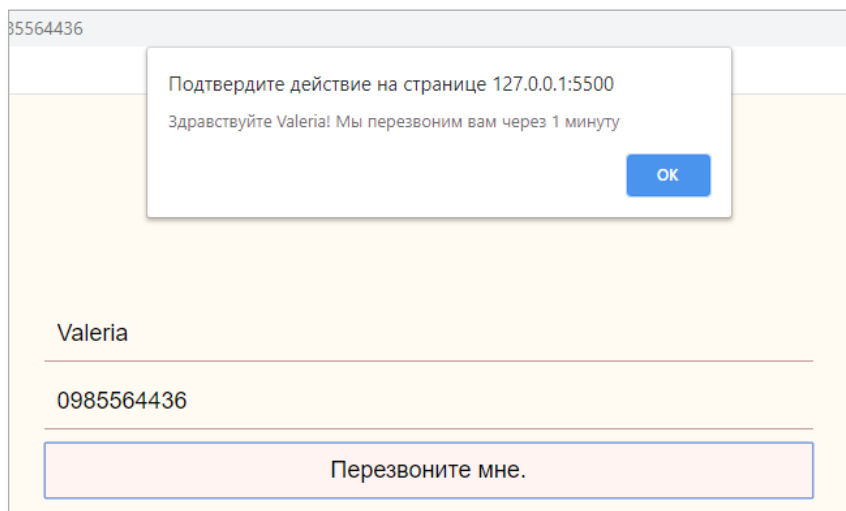 85564436
Подтвердите действие на странице 127.0.0.1:5500
Здравствуйте Valeria! Мы перезвоним вам через 1 минуту
ОК
Valeria
0985564436
Перезвоните мне.